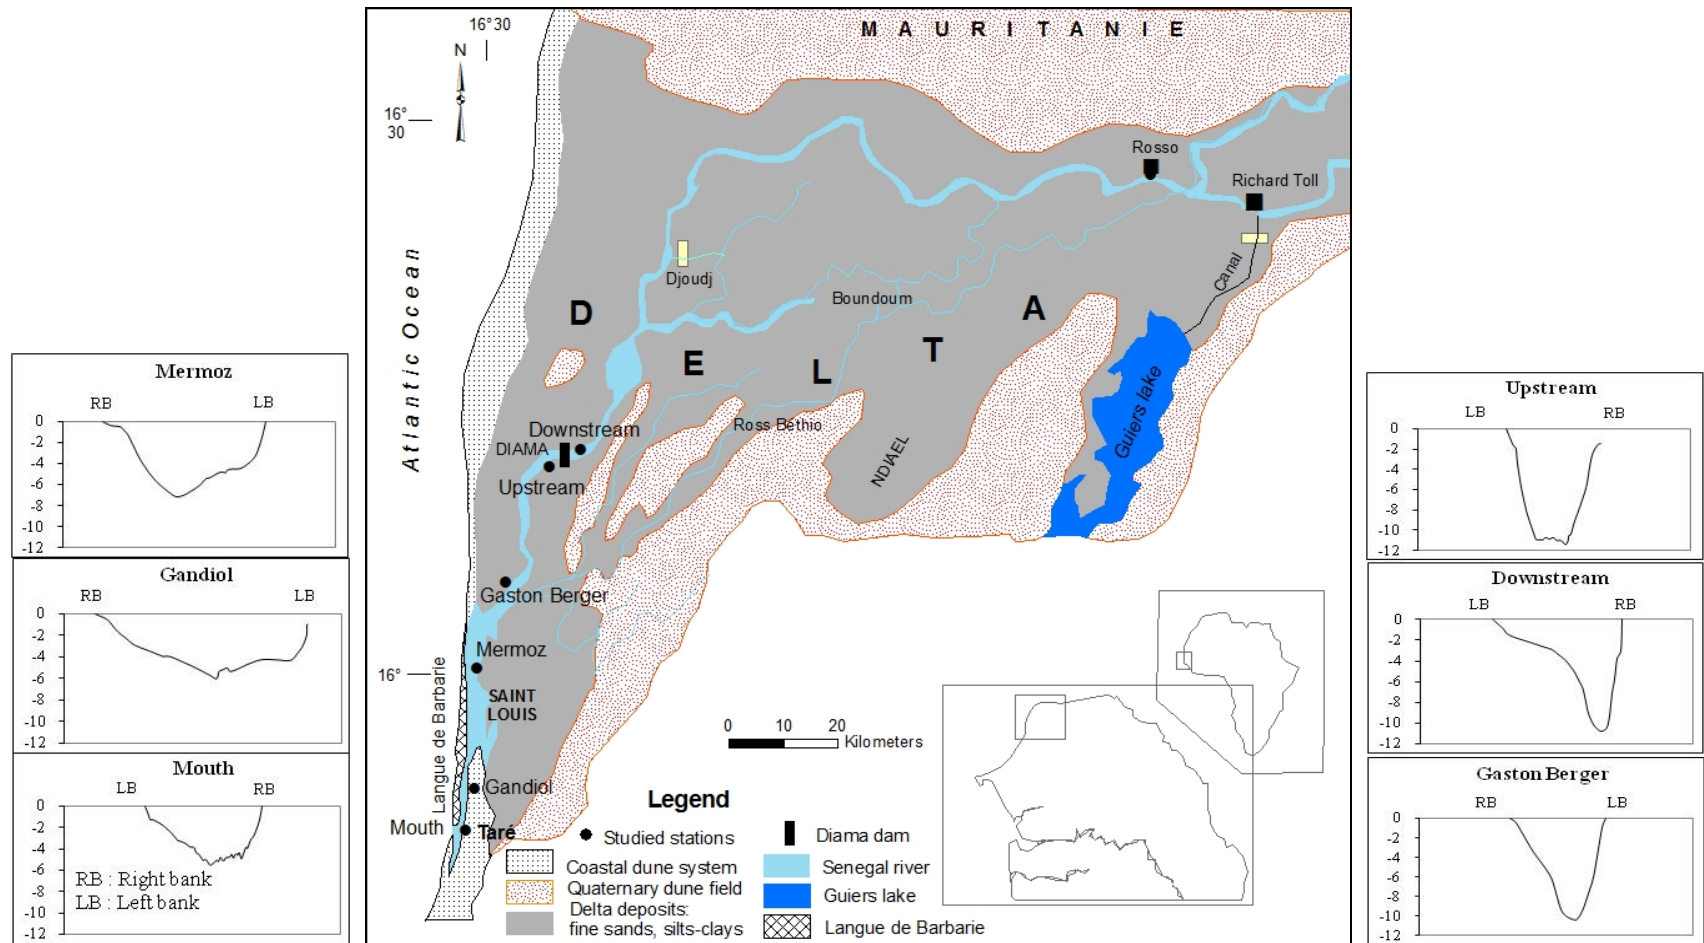 Mermoz
RB LB
0
-2
-4
-6
-8
-10
-12
Gandiol
RB LB
0
-2
-4
-6
-8
-10
-12
Mouth
LB RB
0
-2
-4
-6
-8
-10
-12
RB : Right bank
LB : Left bank
16°30
N
16°
30
MAURITANIE
Rosso
Richard Toll
Canal
Djoudj
Boundoum
Atlantic Ocean
D E L T A
Guiers lake
Ross Béthio
NDIAEL
Downstream
DIAMA
Upstream
Gaston Berger
Mermoz
16°
SAINT
LOUIS
Langue de Barbarie
Gandiol
Mouth
Taré
0 10 20
Kilometers
Legend
Studied stations
Diama dam
Coastal dune system
Senegal river
Quaternary dune field
Guiers lake
Delta deposits:
fine sands, silts-clays
Langue de Barbarie
Upstream
LB RB
0
-2
-4
-6
-8
-10
-12
Downstream
LB RB
0
-2
-4
-6
-8
-10
-12
Gaston Berger
RB LB
0
-2
-4
-6
-8
-10
-12